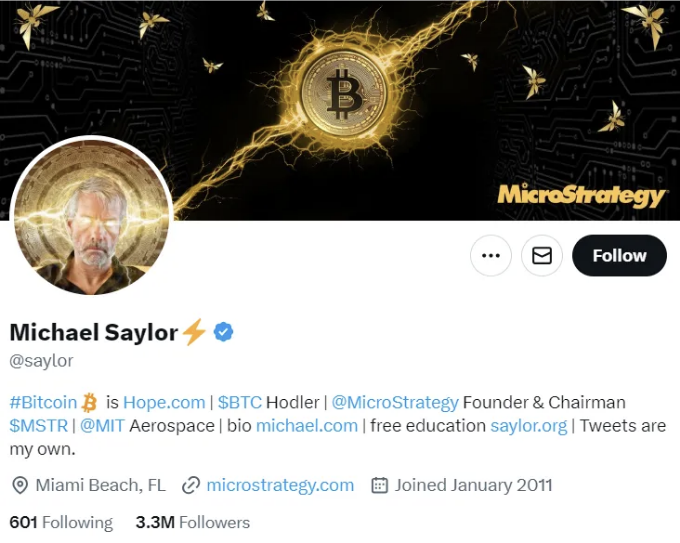 MicroStrategy
Follow
Michael Saylor⚡
@saylor
#Bitcoin₿ is Hope.com | $BTC Hodler | @MicroStrategy Founder & Chairman
$MSTR | @MIT Aerospace | bio michael.com | free education saylor.org | Tweets are
my own.
Miami Beach, FL microstrategy.com Joined January 2011
601 Following 3.3M Followers